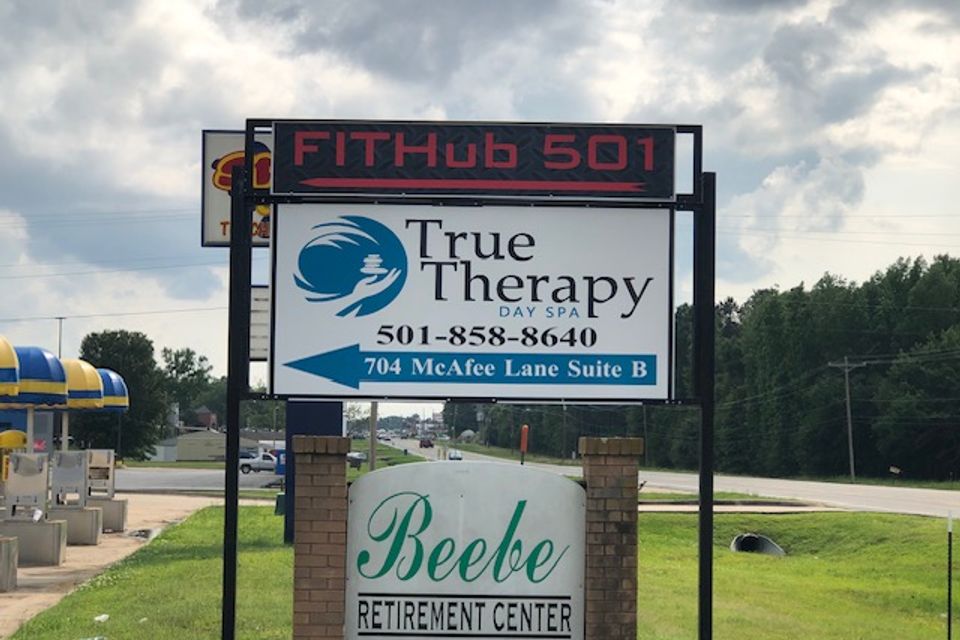 FITHub 501
True
Therapy
DAY SPA
501-858-8640
704 McAfee Lane Suite B
Beebe
RETIREMENT CENTER